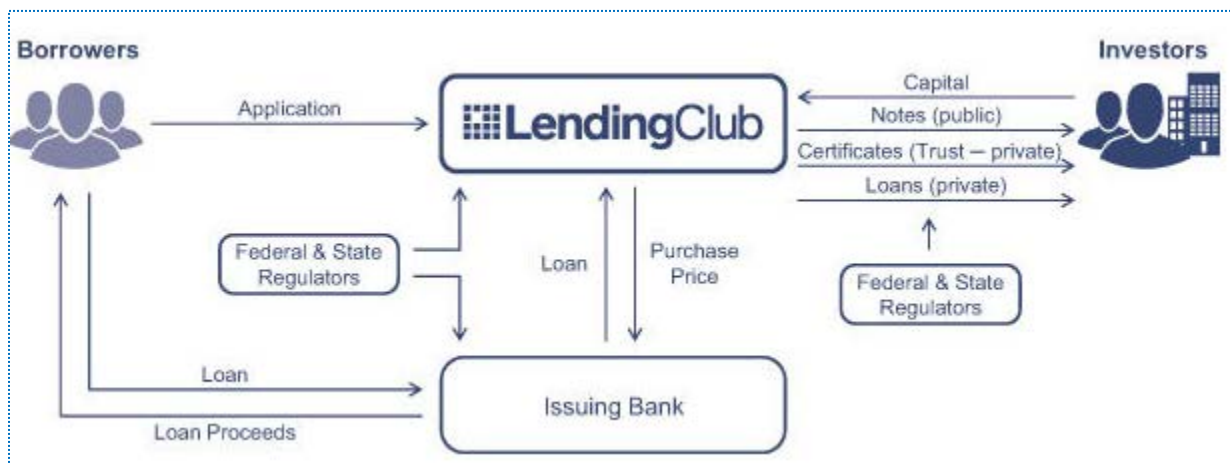 Borrowers
Investors
Application
LendingClub
Capital
Notes (public)
Certificates (Trust – private)
Loans (private)
Federal & State
Regulators
Loan
Purchase
Price
Federal & State
Regulators
Loan
Issuing Bank
Loan Proceeds